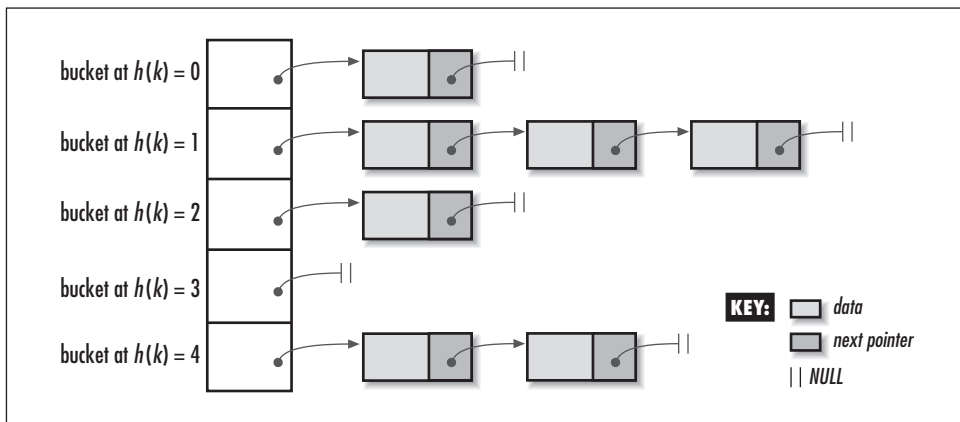 bucket at h(k) = 0
bucket at h(k) = 1
bucket at h(k) = 2
bucket at h(k) = 3
bucket at h(k) = 4
KEY:
data
next pointer
NULL